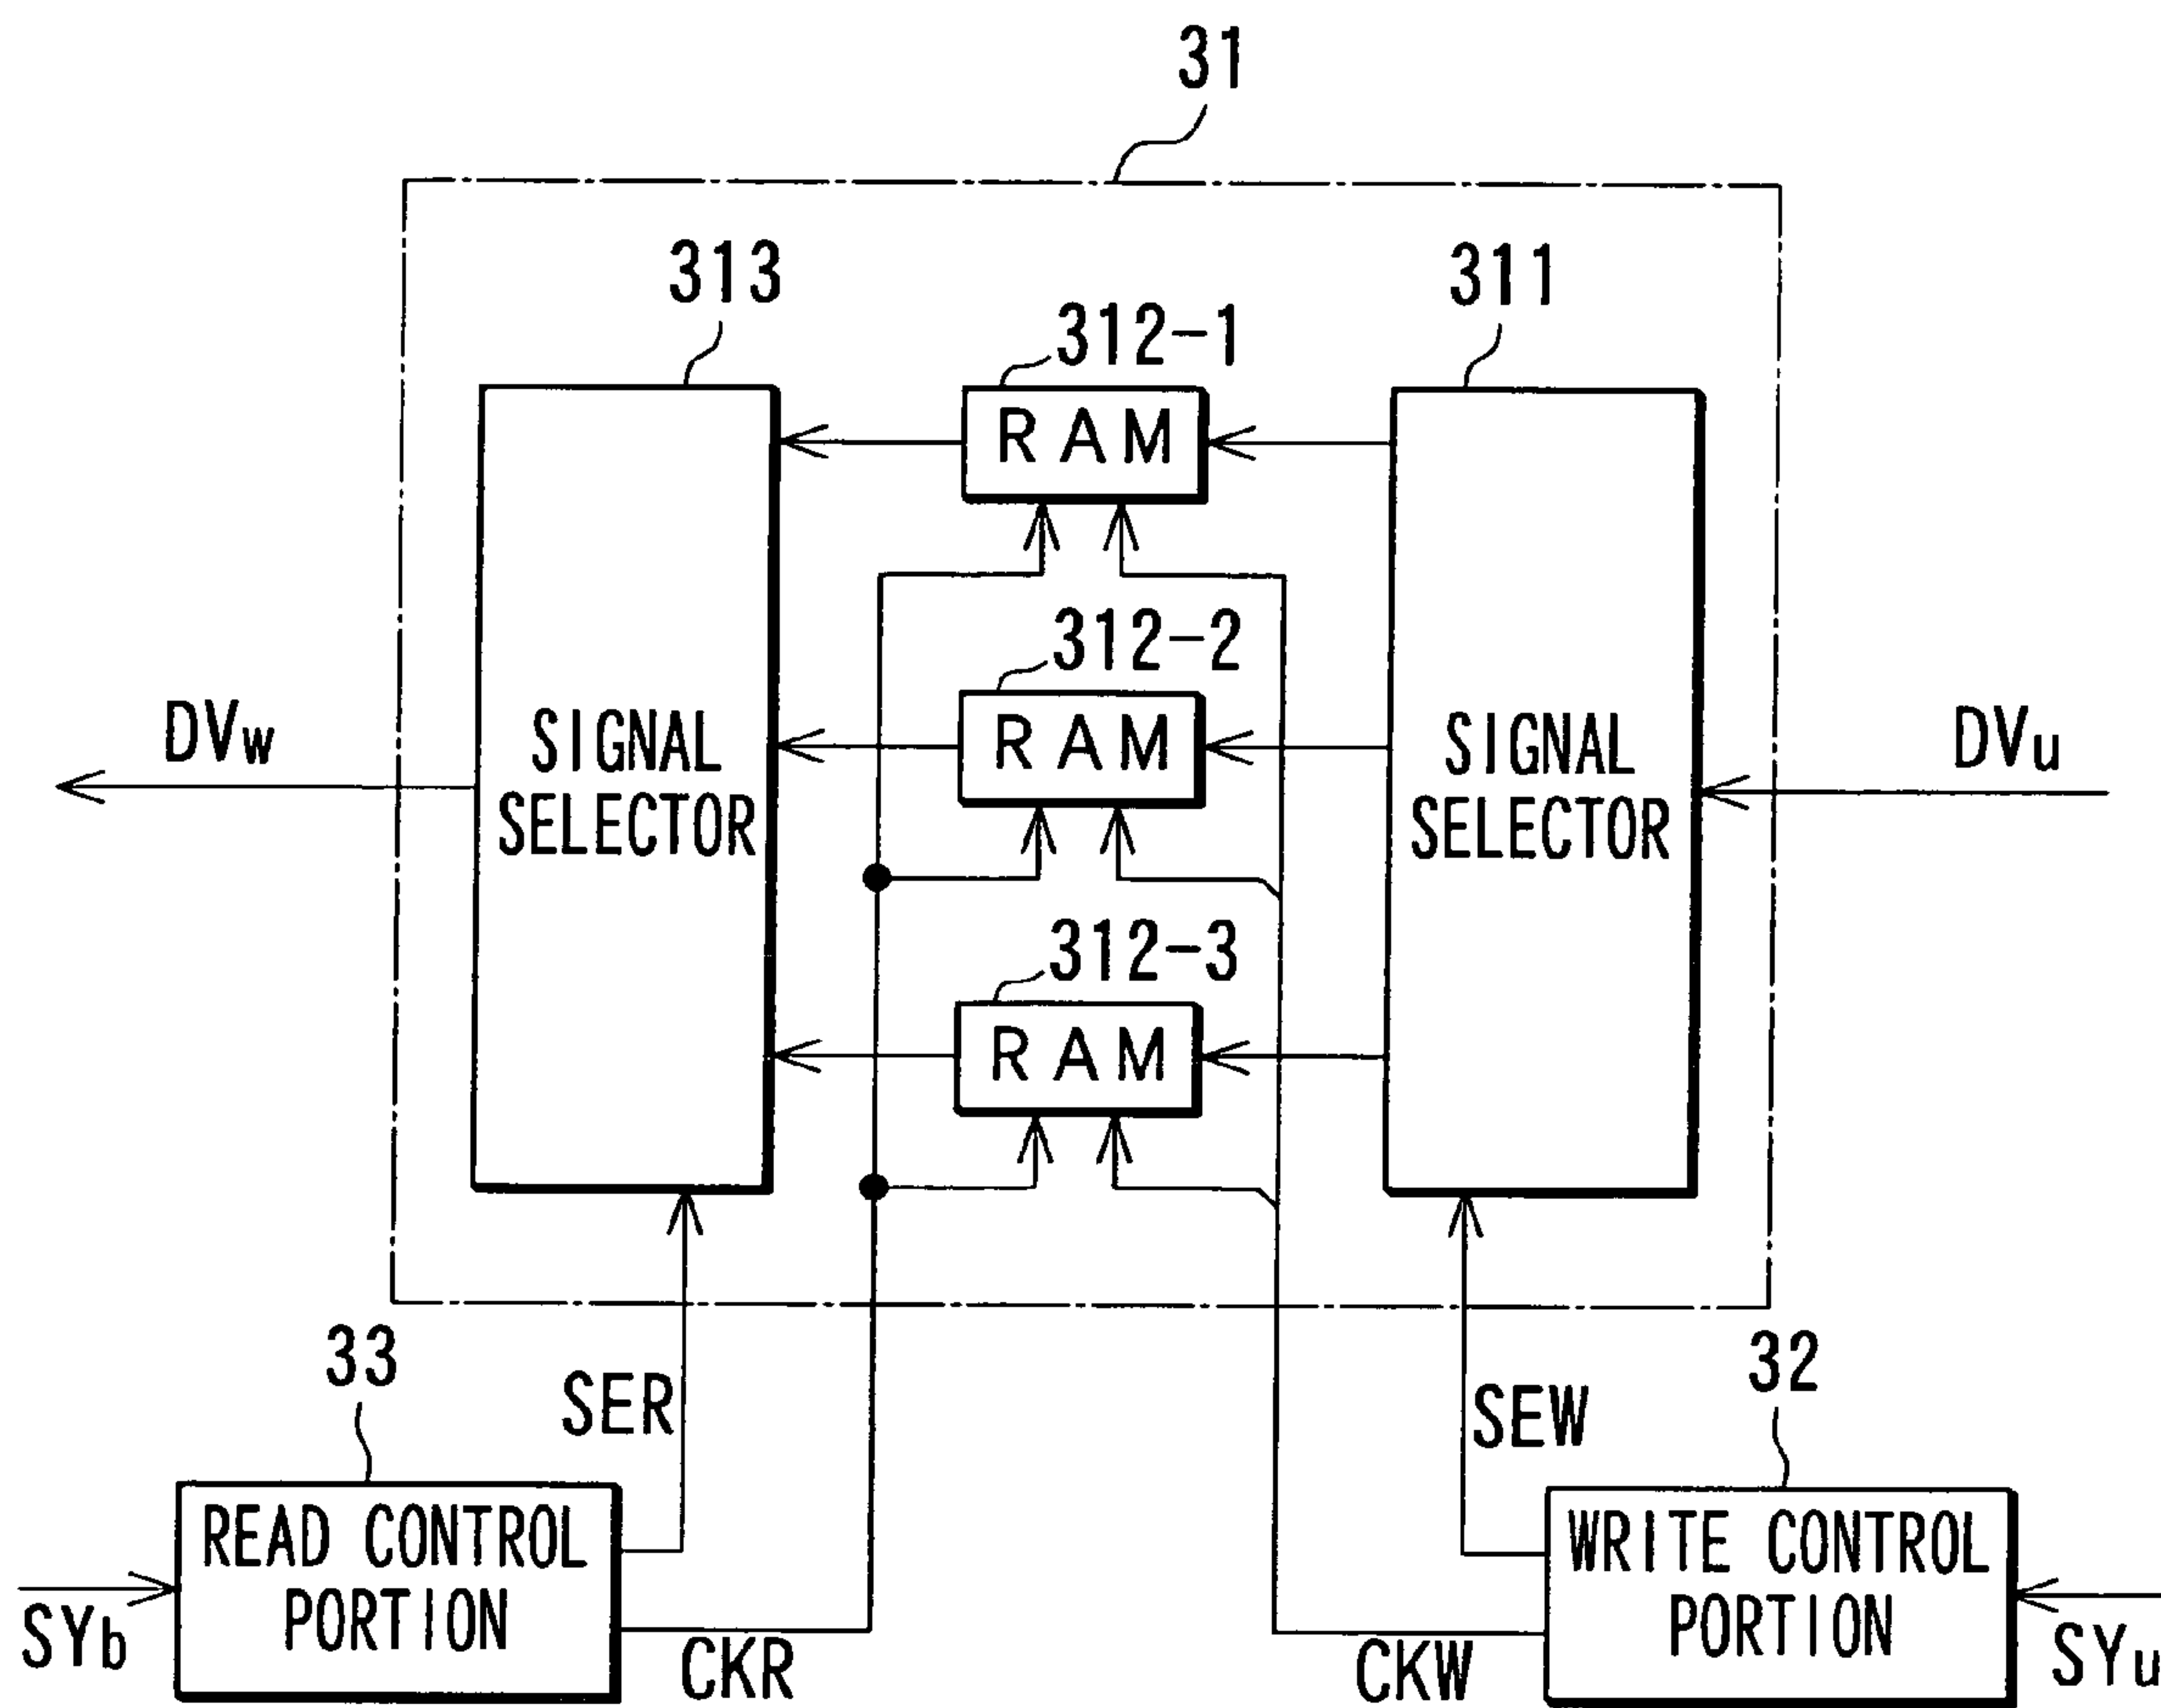 31
313
311
312-1
RAM
312-2
RAM
312-3
RAM
DVw
SIGNAL
SELECTOR
SIGNAL
SELECTOR
DVu
33
SER
SEW
32
READ CONTROL
PORTION
WRITE CONTROL
PORTION
SYb
CKR
CKW
SYu